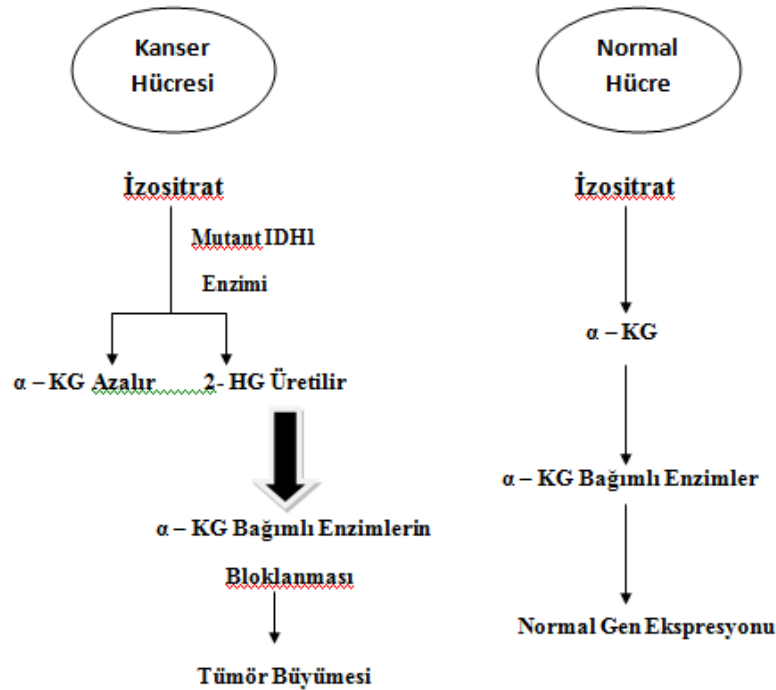 Kanser
Hücresi
İzositrat
Mutant IDH1
Enzimi
α – KG Azalır 2- HG Üretilir
α – KG Bağımlı Enzimlerin
Bloklanması
Tümör Büyümesi
Normal
Hücre
İzositrat
α – KG
α – KG Bağımlı Enzimler
Normal Gen Ekspresyonu